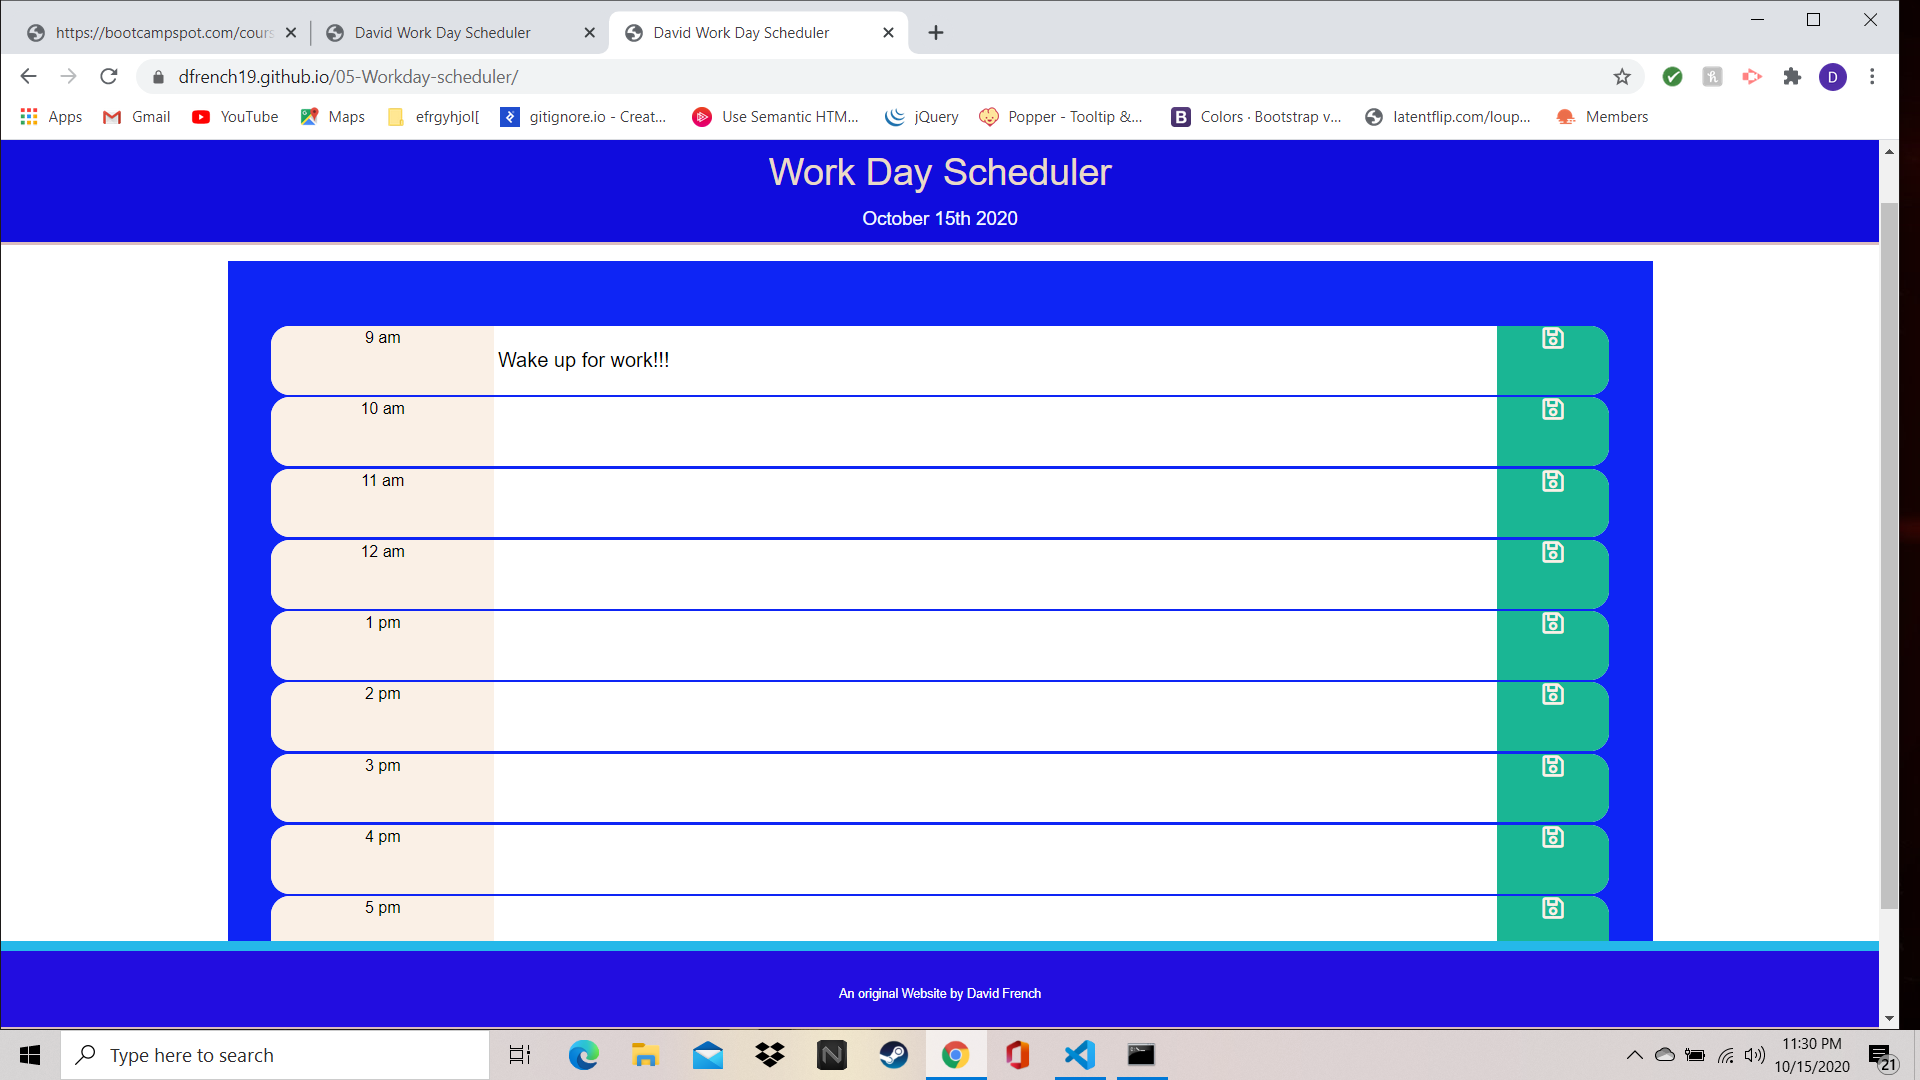 https://bootcampspot.com/cours
David Work Day Scheduler
David Work Day Scheduler
dfrench19.github.io/05-Workday-scheduler/
D
Apps
Gmail
YouTube
Maps
efrgyhjol[
gitignore.io - Creat...
Use Semantic HTM...
jQuery
Popper - Tooltip &...
B
Colors · Bootstrap v...
latentflip.com/loup...
Members
Work Day Scheduler
October 15th 2020
9 am
Wake up for work!!!
10 am
11 am
12 am
1 pm
2 pm
3 pm
4 pm
5 pm
An original Website by David French
Type here to search
N
11:30 PM
10/15/2020
21